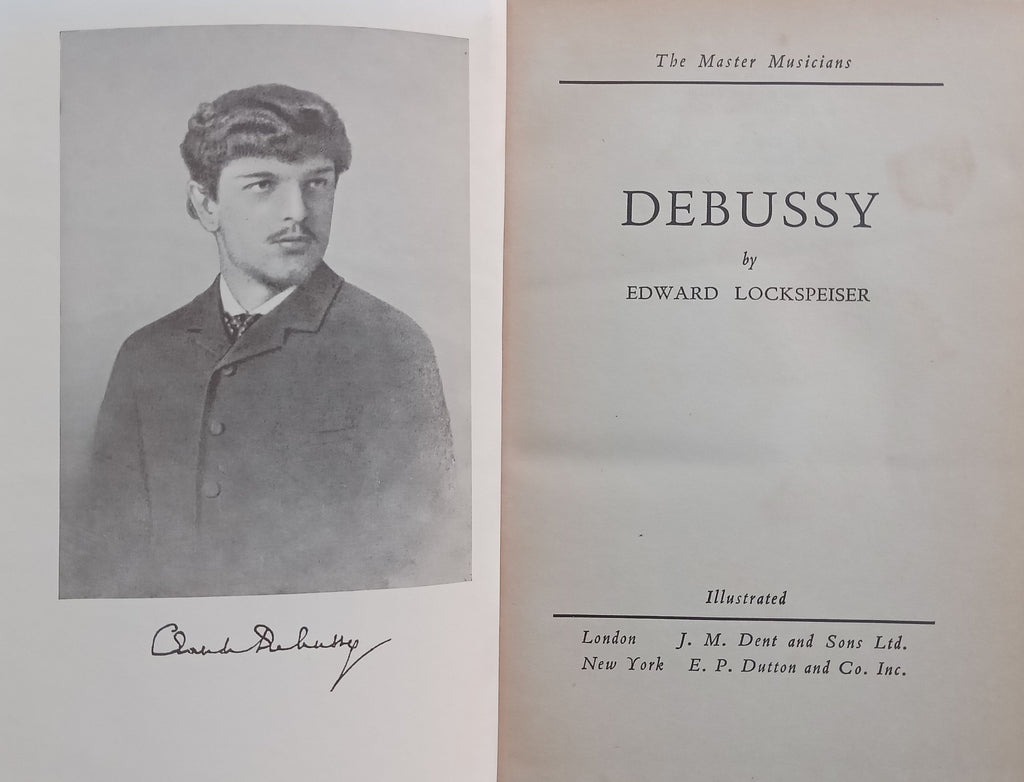 Claude Debussy
The Master Musicians
DEBUSSY
by
EDWARD LOCKSPEISER
Illustrated
London J. M. Dent and Sons Ltd.
New York E. P. Dutton and Co. Inc.